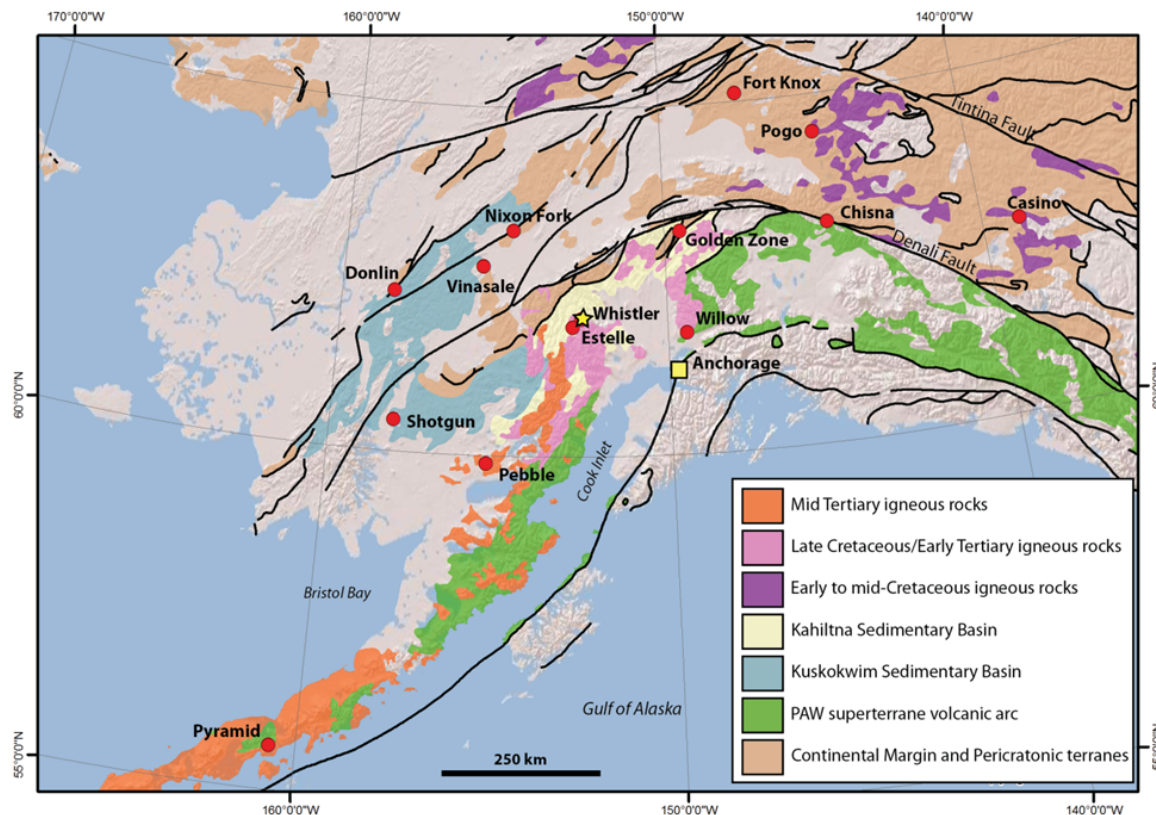 170°0'0"W
160°0'0"W
150°0'0"W
140°0'0"W
Fort Knox
Tintina Fault
Pogo
Nixon Fork
Chisna
Casino
Golden Zone
Denali Fault
Donlin
Vinasale
Whistler
Estelle
Willow
Anchorage
60°0'0"N
Shotgun
Cook Inlet
Pebble
Mid Tertiary igneous rocks
Late Cretaceous/Early Tertiary igneous rocks
Early to mid-Cretaceous igneous rocks
Bristol Bay
Kahiltna Sedimentary Basin
Kuskokwim Sedimentary Basin
Gulf of Alaska
PAW superterrane volcanic arc
Pyramid
Continental Margin and Pericratonic terranes
250 km
55°0'0"N
160°0'0"W
150°0'0"W
140°0'0"W